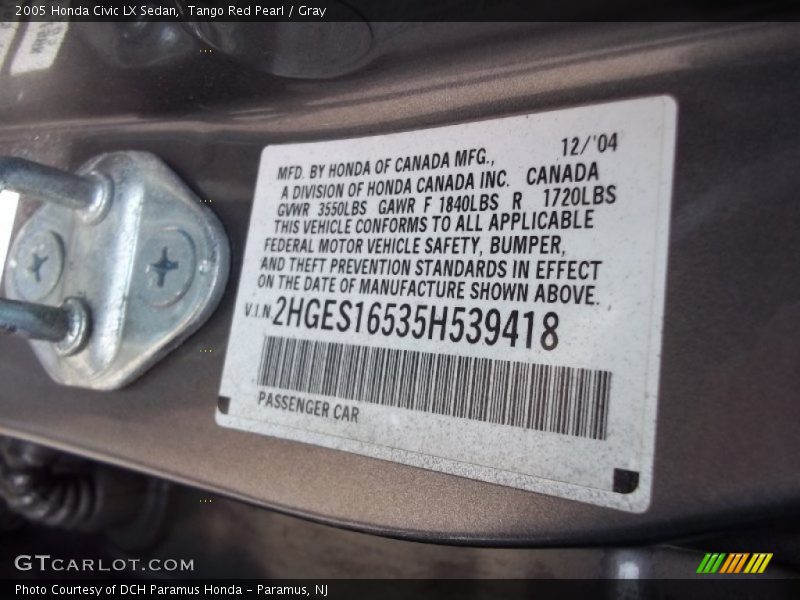 2005 Honda Civic LX Sedan, Tango Red Pearl / Gray
12/'04
MFD. BY HONDA OF CANADA MFG.,
A DIVISION OF HONDA CANADA INC. CANADA
GVWR 3550LBS GAWR F 1840LBS R 1720LBS
THIS VEHICLE CONFORMS TO ALL APPLICABLE
FEDERAL MOTOR VEHICLE SAFETY, BUMPER,
AND THEFT PREVENTION STANDARDS IN EFFECT
ON THE DATE OF MANUFACTURE SHOWN ABOVE.
V.I.N. 2HGES16535H539418
PASSENGER CAR
GTCARLOT.COM
Photo Courtesy of DCH Paramus Honda - Paramus, NJ